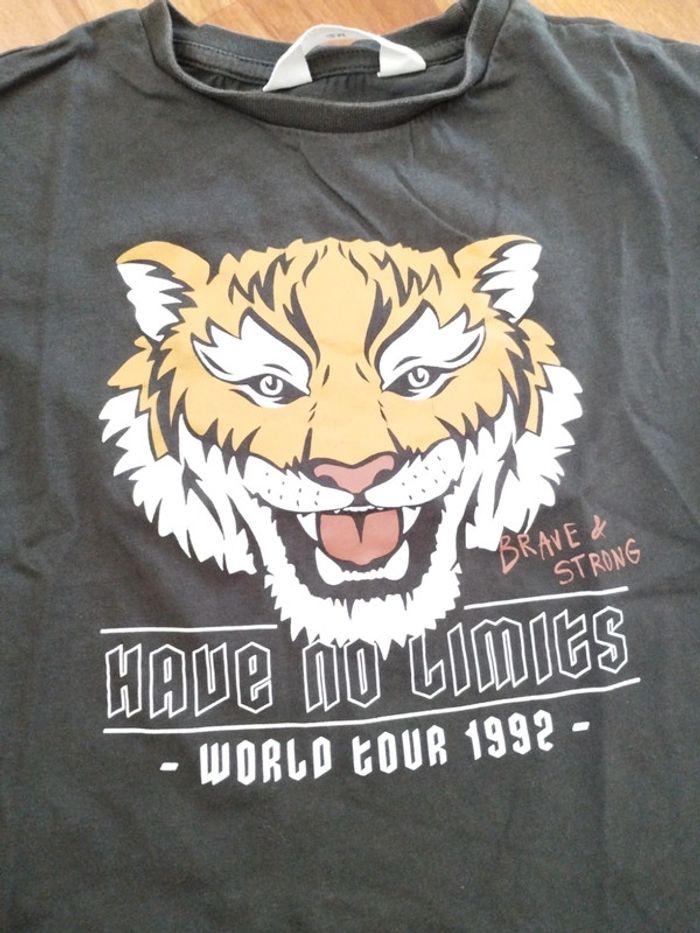 BRAVE &
STRONG
HAVE NO LIMITS
- WORLD TOUR 1992 -